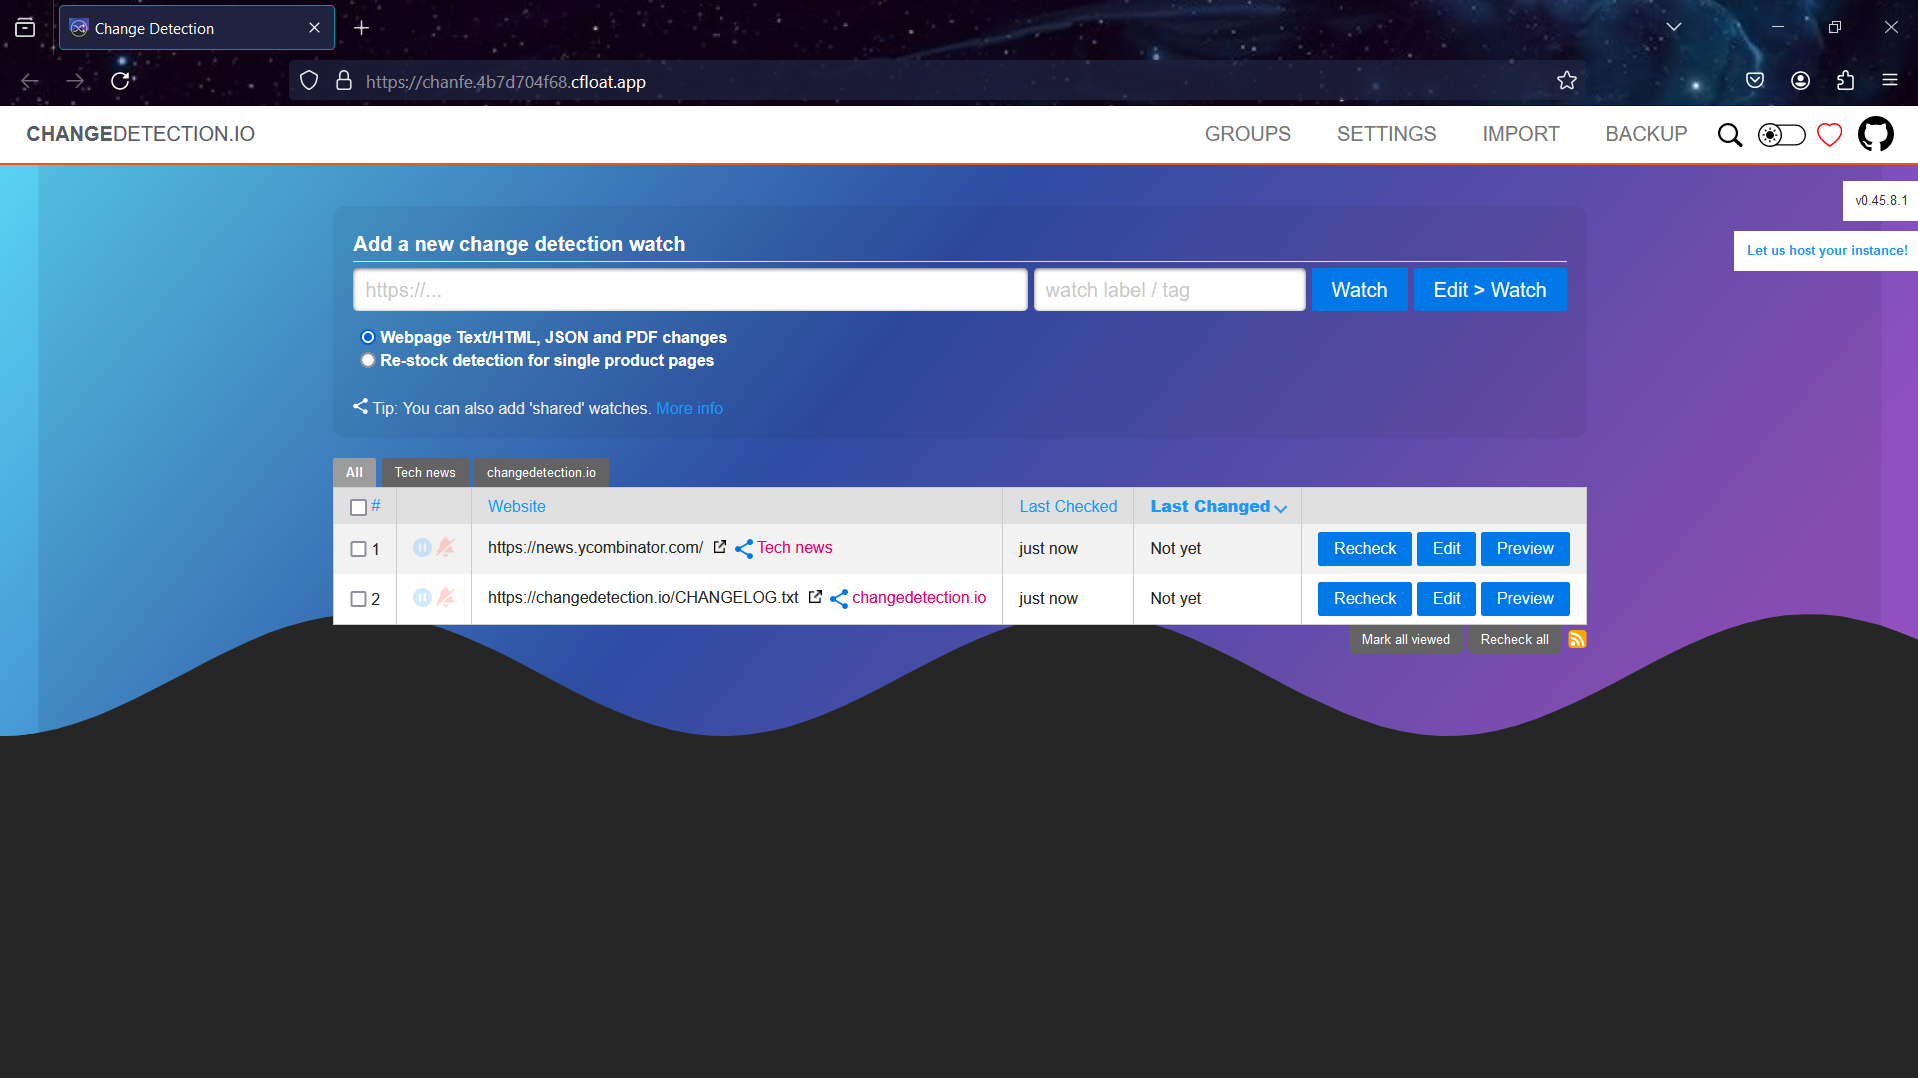 Change Detection
https://chanfe.4b7d704f68.cfloat.app
CHANGEDETECTION.IO
GROUPS
SETTINGS
IMPORT
BACKUP
v0.45.8.1
Let us host your instance!
Add a new change detection watch
https://...
watch label / tag
Watch
Edit > Watch
Webpage Text/HTML, JSON and PDF changes
Re-stock detection for single product pages
Tip: You can also add 'shared' watches. More info
All
Tech news
changedetection.io
# Website Last Checked Last Changed
1 https://news.ycombinator.com/ Tech news just now Not yet Recheck Edit Preview
2 https://changedetection.io/CHANGELOG.txt changedetection.io just now Not yet Recheck Edit Preview
Mark all viewed
Recheck all